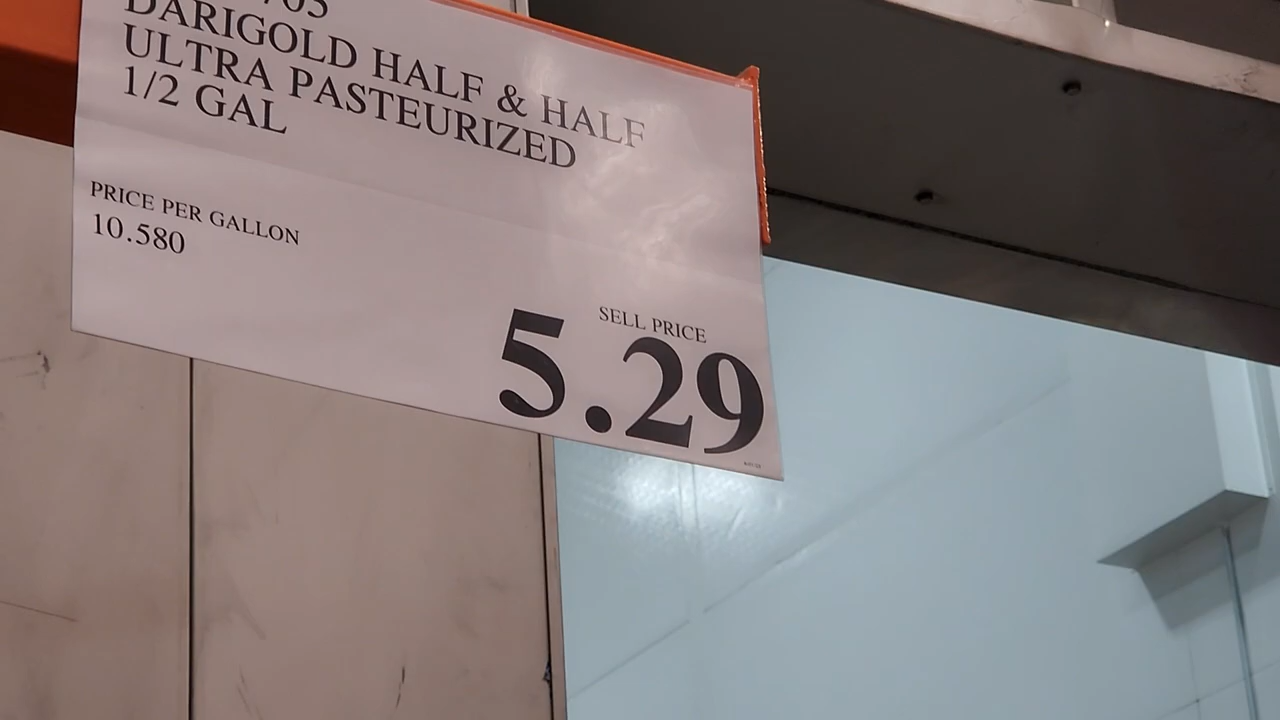 DARIGOLD HALF & HALF
ULTRA PASTEURIZED
1/2 GAL
PRICE PER GALLON
10.580
SELL PRICE
5.29